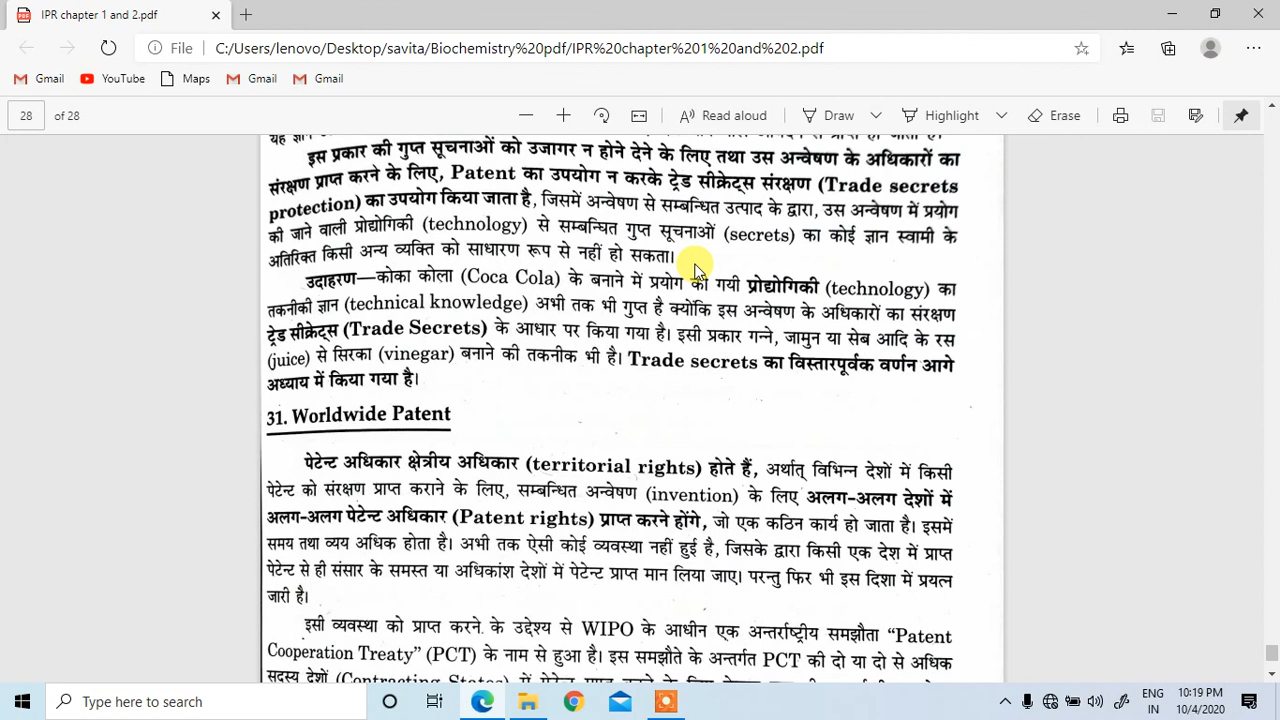 IPR chapter 1 and 2.pdf
File C:/Users/lenovo/Desktop/savita/Biochemistry%20pdf/IPR%20chapter%201%20and%202.pdf
Gmail YouTube Maps Gmail Gmail
28 of 28 Read aloud Draw Highlight Erase
यह ज्ञान
इस प्रकार की गुप्त सूचनाओं को उजागर न होने देने के लिए तथा उस अन्वेषण के अधिकारों का
संरक्षण प्राप्त करने के लिए, Patent का उपयोग न करके ट्रेड सीक्रेट्स संरक्षण (Trade secrets
protection) का उपयोग किया जाता है, जिसमें अन्वेषण से सम्बन्धित उत्पाद के द्वारा, उस अन्वेषण में प्रयोग
की जाने वाली प्रोद्योगिकी (technology) से सम्बन्धित गुप्त सूचनाओं (secrets) का कोई ज्ञान स्वामी के
अतिरिक्त किसी अन्य व्यक्ति को साधारण रूप से नहीं हो सकता।
उदाहरण—कोका कोला (Coca Cola) के बनाने में प्रयोग की गयी प्रोद्योगिकी (technology) का
तकनीकी ज्ञान (technical knowledge) अभी तक भी गुप्त है क्योंकि इस अन्वेषण के अधिकारों का संरक्षण
ट्रेड सीक्रेट्स (Trade Secrets) के आधार पर किया गया है। इसी प्रकार गन्ने, जामुन या सेब आदि के रस
(juice) से सिरका (vinegar) बनाने की तकनीक भी है। Trade secrets का विस्तारपूर्वक वर्णन आगे
अध्याय में किया गया है।
31. Worldwide Patent
पेटेन्ट अधिकार क्षेत्रीय अधिकार (territorial rights) होते हैं, अर्थात् विभिन्न देशों में किसी
पेटेन्ट को संरक्षण प्राप्त कराने के लिए, सम्बन्धित अन्वेषण (invention) के लिए अलग-अलग देशों में
अलग-अलग पेटेन्ट अधिकार (Patent rights) प्राप्त करने होंगे, जो एक कठिन कार्य हो जाता है। इसमें
समय तथा व्यय अधिक होता है। अभी तक ऐसी कोई व्यवस्था नहीं हुई है, जिसके द्वारा किसी एक देश में प्राप्त
पेटेन्ट से ही संसार के समस्त या अधिकांश देशों में पेटेन्ट प्राप्त मान लिया जाए। परन्तु फिर भी इस दिशा में प्रयत्न
जारी है।
इसी व्यवस्था को प्राप्त करने के उद्देश्य से WIPO के आधीन एक अन्तर्राष्ट्रीय समझौता “Patent
Cooperation Treaty” (PCT) के नाम से हुआ है। इस समझौते के अन्तर्गत PCT की दो या दो से अधिक
सदस्य देशों (Contracting States) में पेटेन्ट प्राप्त करने के लिए
Type here to search
ENG 10:19 PM
IN 10/4/2020